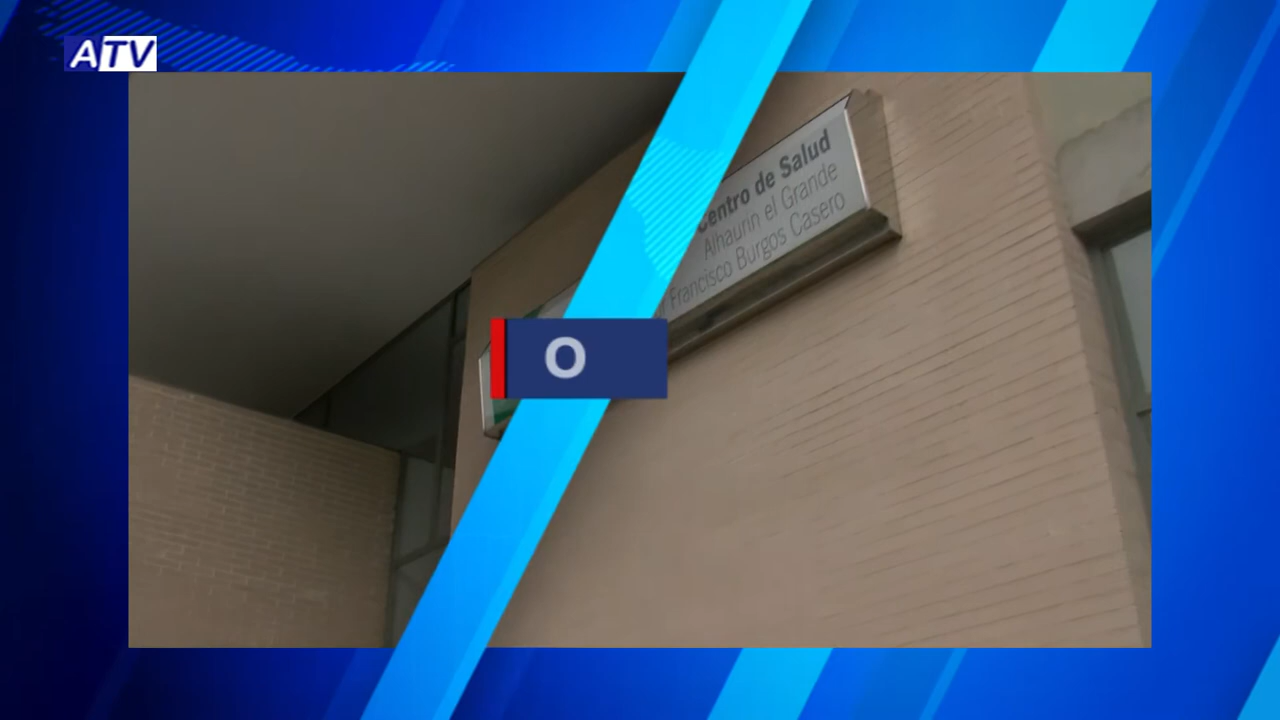 ATV
Centro de Salud
Alhaurín el Grande
Francisco Burgos Casero
O